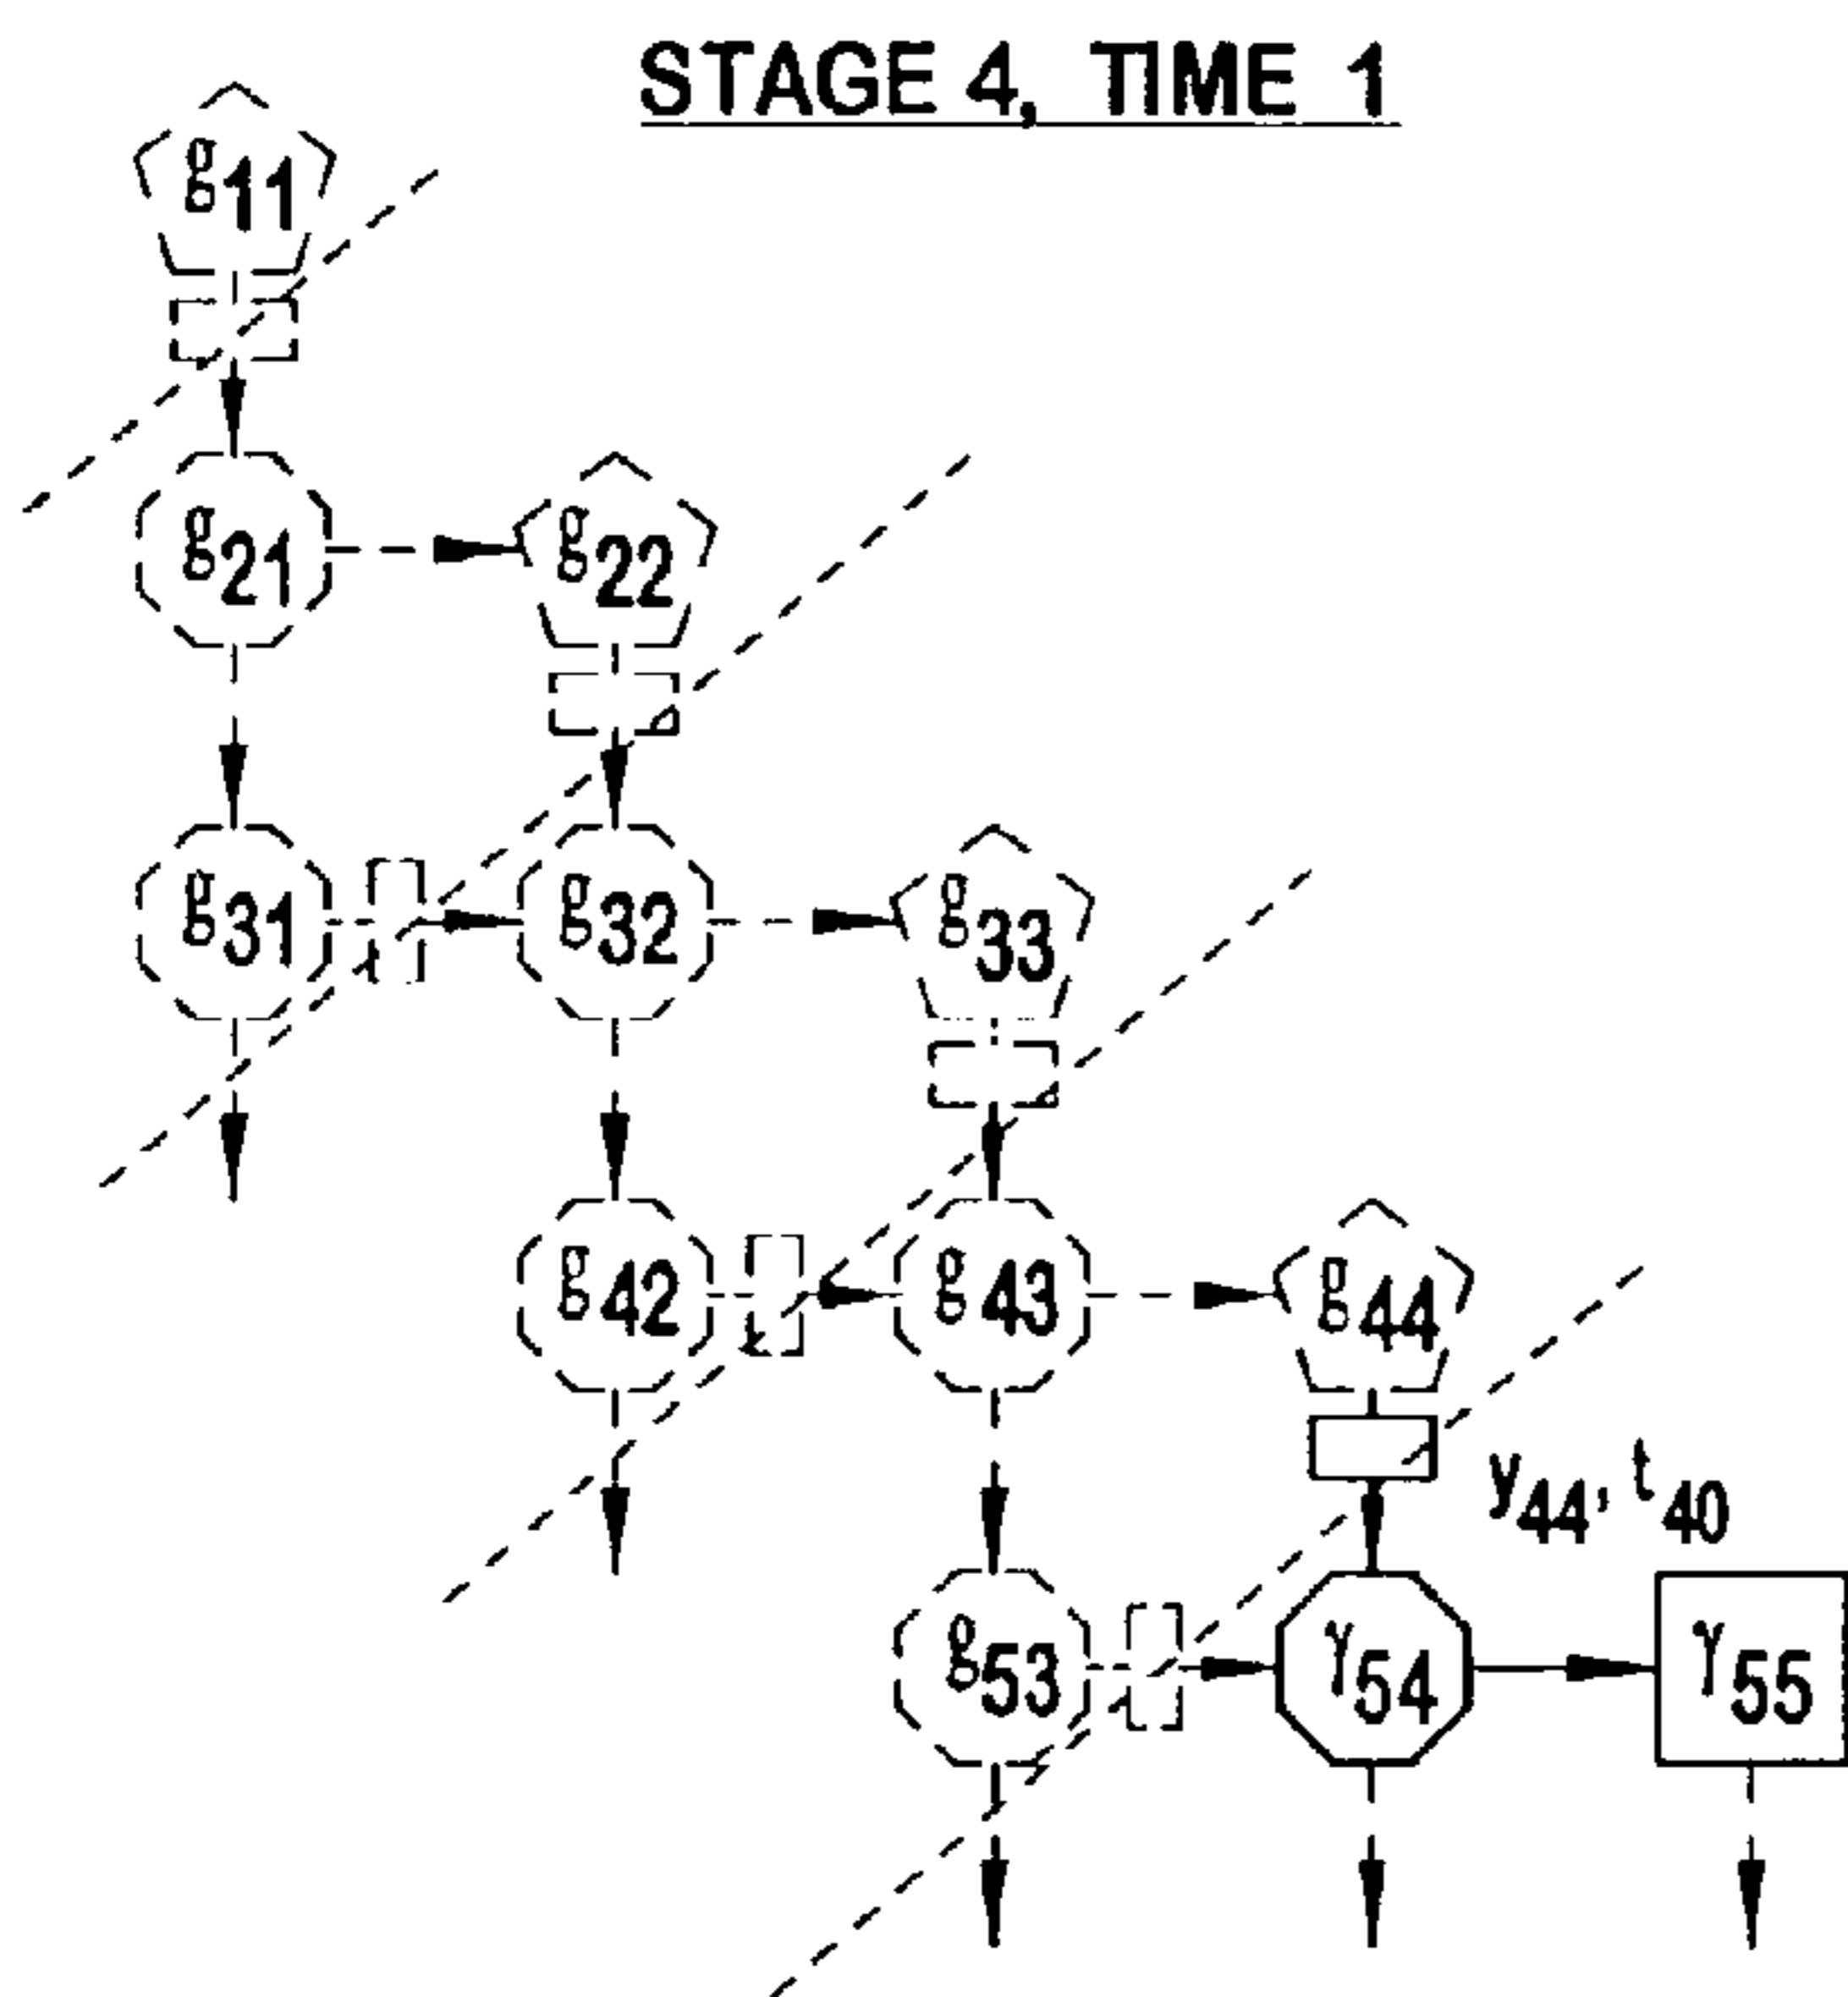 STAGE 4, TIME 1
g11
g21 g22
g31 g32 g33
g42 g43 g44
y44, t40
g53 γ54 γ55